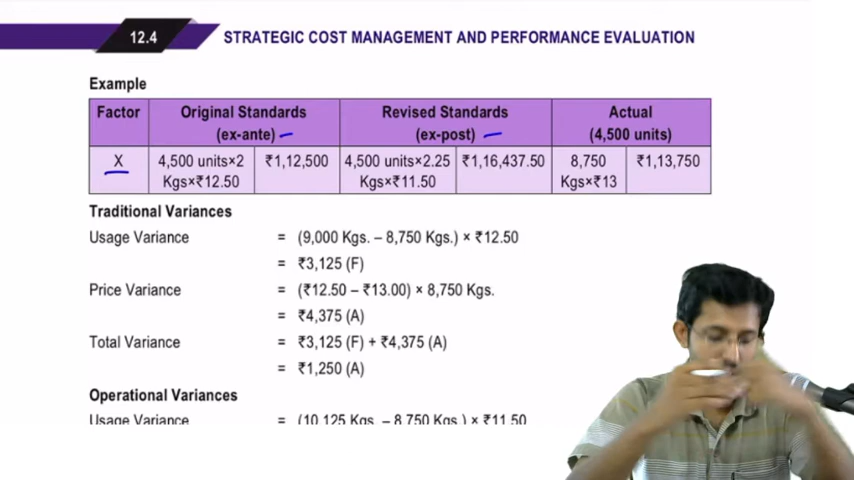 12.4 STRATEGIC COST MANAGEMENT AND PERFORMANCE EVALUATION
Example
Factor Original Standards (ex-ante) Revised Standards (ex-post) Actual (4,500 units)
X 4,500 units×2 Kgs×₹12.50 ₹1,12,500 4,500 units×2.25 Kgs×₹11.50 ₹1,16,437.50 8,750 Kgs×₹13 ₹1,13,750
Traditional Variances
Usage Variance = (9,000 Kgs. – 8,750 Kgs.) × ₹12.50
= ₹3,125 (F)
Price Variance = (₹12.50 – ₹13.00) × 8,750 Kgs.
= ₹4,375 (A)
Total Variance = ₹3,125 (F) + ₹4,375 (A)
= ₹1,250 (A)
Operational Variances
Usage Variance = (10,125 Kgs. – 8,750 Kgs.) × ₹11.50